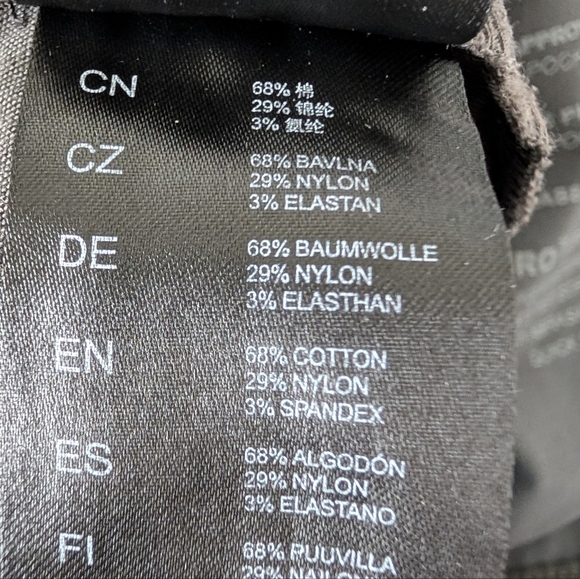 CN
68% 棉
29% 锦纶
3% 氨纶
CZ
68% BAVLNA
29% NYLON
3% ELASTAN
DE
68% BAUMWOLLE
29% NYLON
3% ELASTHAN
EN
68% COTTON
29% NYLON
3% SPANDEX
ES
68% ALGODÓN
29% NYLON
3% ELASTANO
FI
68% PUUVILLA
29% NAILON